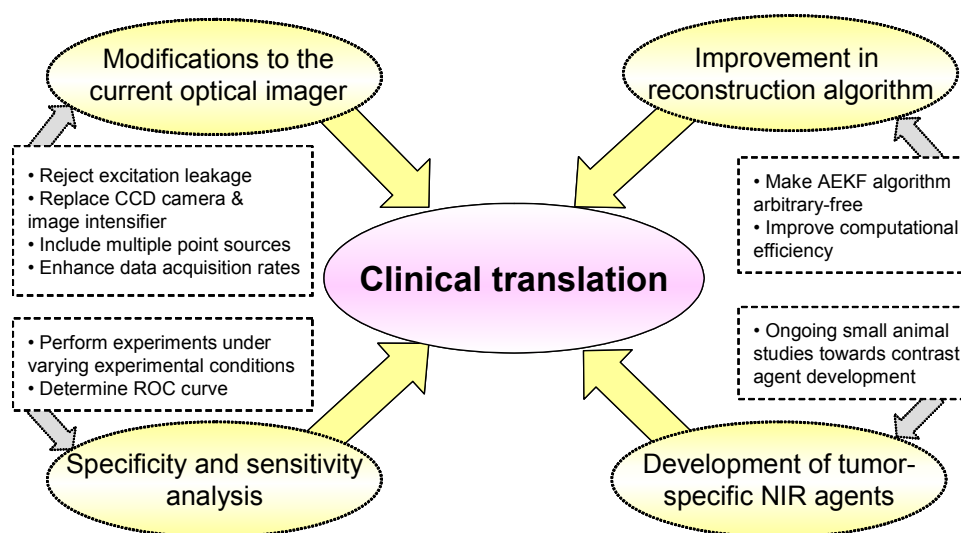 Modifications to the
current optical imager
Improvement in
reconstruction algorithm
• Reject excitation leakage
• Replace CCD camera &
image intensifier
• Include multiple point sources
• Enhance data acquisition rates
• Make AEKF algorithm
arbitrary-free
• Improve computational
efficiency
Clinical translation
• Perform experiments under
varying experimental conditions
• Determine ROC curve
• Ongoing small animal
studies towards contrast
agent development
Specificity and sensitivity
analysis
Development of tumor-
specific NIR agents